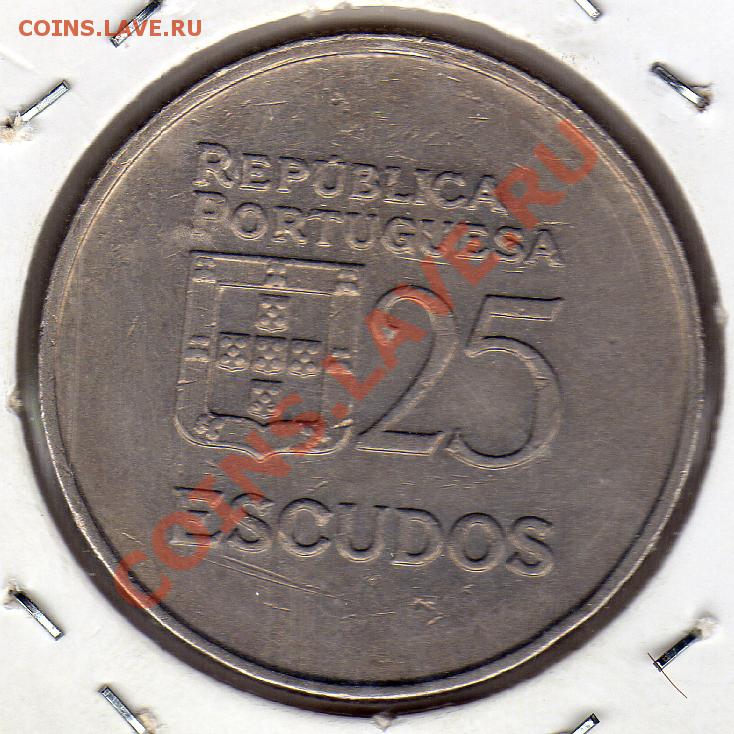 COINS.LAVE.RU
REPÚBLICA
PORTUGUESA
25
ESCUDOS
COINS.LAVE.RU